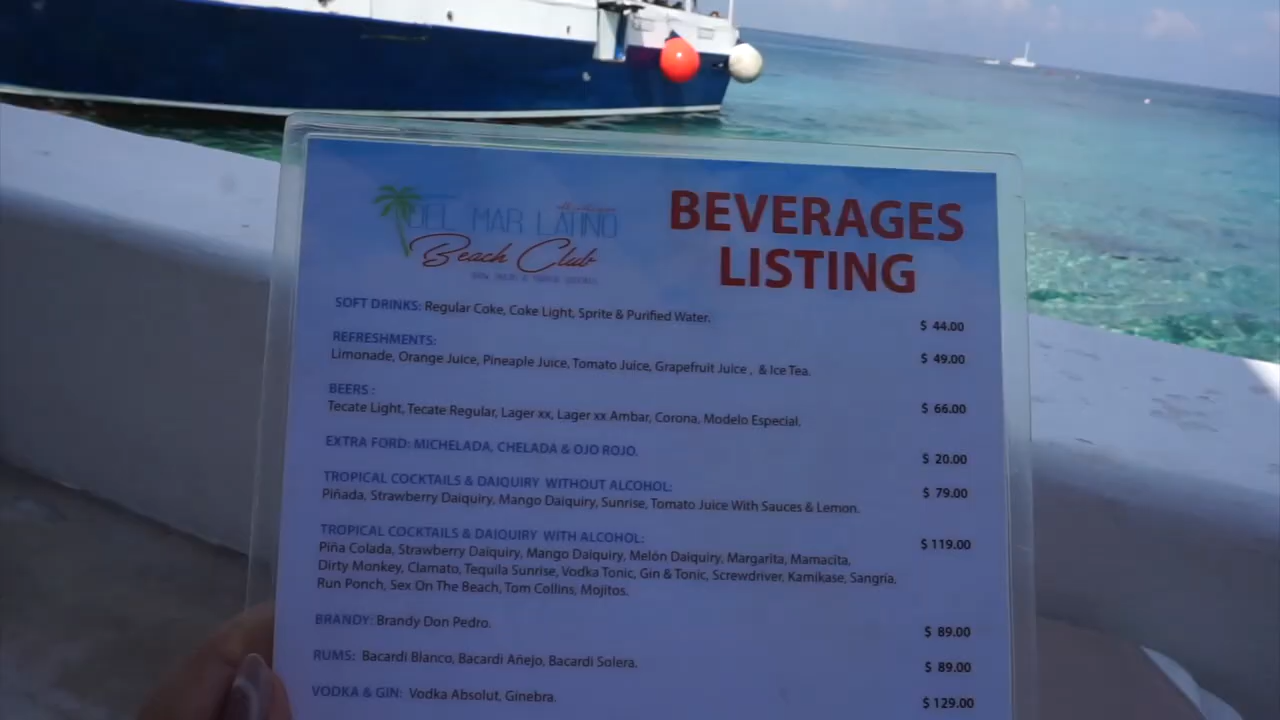 DEL MAR LATINO
Beach Club
BEVERAGES
LISTING
SOFT DRINKS: Regular Coke, Coke Light, Sprite & Purified Water. $ 44.00
REFRESHMENTS:
Limonade, Orange Juice, Pineaple Juice, Tomato Juice, Grapefruit Juice , & Ice Tea. $ 49.00
BEERS :
Tecate Light, Tecate Regular, Lager xx, Lager xx Ambar, Corona, Modelo Especial. $ 66.00
EXTRA FORD: MICHELADA, CHELADA & OJO ROJO. $ 20.00
TROPICAL COCKTAILS & DAIQUIRY WITHOUT ALCOHOL: $ 79.00
Piñada, Strawberry Daiquiry, Mango Daiquiry, Sunrise, Tomato Juice With Sauces & Lemon.
TROPICAL COCKTAILS & DAIQUIRY WITH ALCOHOL: $ 119.00
Piña Colada, Strawberry Daiquiry, Mango Daiquiry, Melón Daiquiry, Margarita, Mamacita,
Dirty Monkey, Clamato, Tequila Sunrise, Vodka Tonic, Gin & Tonic, Screwdriver, Kamikase, Sangría,
Run Ponch, Sex On The Beach, Tom Collins, Mojitos.
BRANDY: Brandy Don Pedro. $ 89.00
RUMS: Bacardi Blanco, Bacardi Añejo, Bacardi Solera. $ 89.00
VODKA & GIN: Vodka Absolut, Ginebra. $ 129.00